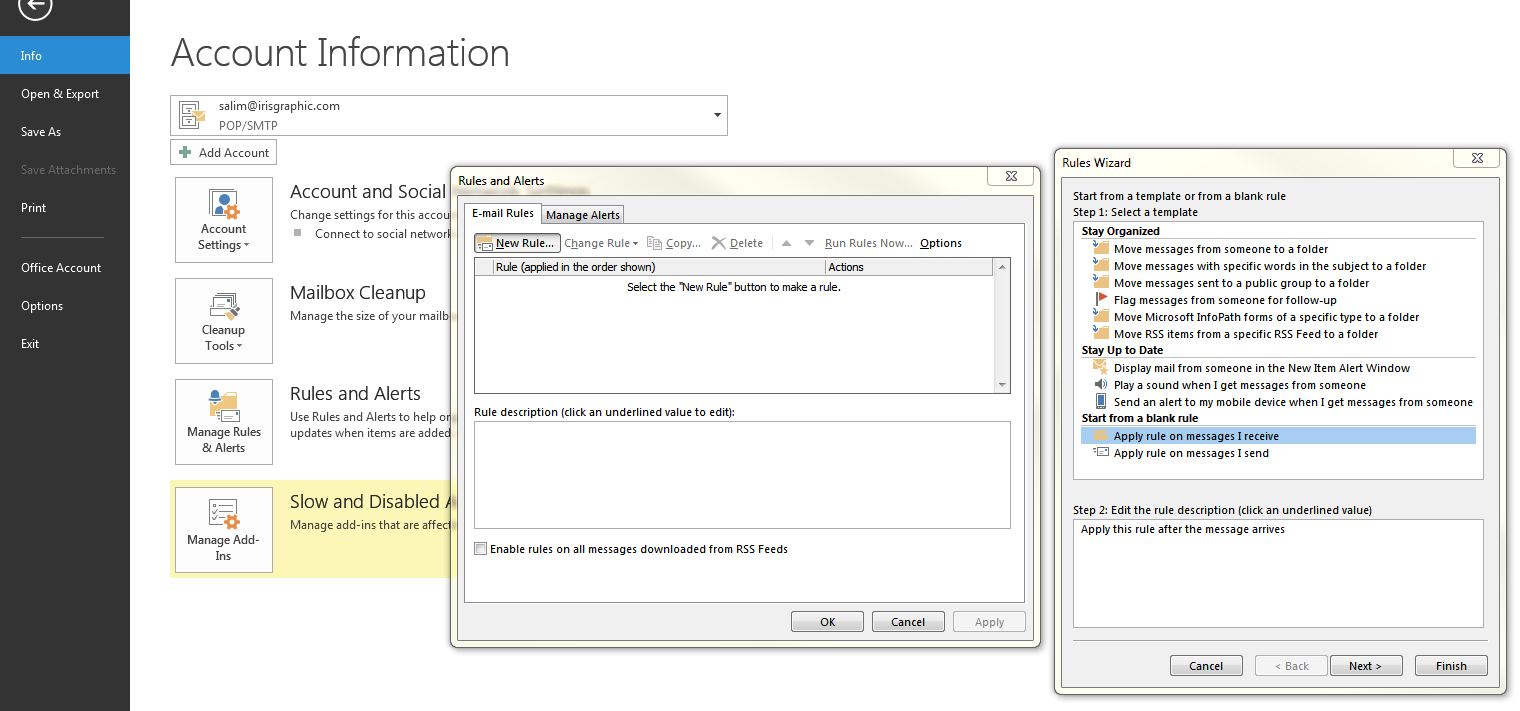 Info
Open & Export
Save As
Save Attachments
Print
Office Account
Options
Exit
Account Information
salim@irisgraphic.com
POP/SMTP
Add Account
Account
Settings
Account and Social
Change settings for this accou
Connect to social network
Cleanup
Tools
Mailbox Cleanup
Manage the size of your mailb
Manage Rules
& Alerts
Rules and Alerts
Use Rules and Alerts to help or
updates when items are added
Manage Add-
Ins
Slow and Disabled A
Manage add-ins that are affect
Rules and Alerts
E-mail Rules Manage Alerts
New Rule... Change Rule Copy... Delete Run Rules Now... Options
Rule (applied in the order shown) Actions
Select the "New Rule" button to make a rule.
Rule description (click an underlined value to edit):
Enable rules on all messages downloaded from RSS Feeds
OK Cancel Apply
Rules Wizard
Start from a template or from a blank rule
Step 1: Select a template
Stay Organized
Move messages from someone to a folder
Move messages with specific words in the subject to a folder
Move messages sent to a public group to a folder
Flag messages from someone for follow-up
Move Microsoft InfoPath forms of a specific type to a folder
Move RSS items from a specific RSS Feed to a folder
Stay Up to Date
Display mail from someone in the New Item Alert Window
Play a sound when I get messages from someone
Send an alert to my mobile device when I get messages from someone
Start from a blank rule
Apply rule on messages I receive
Apply rule on messages I send
Step 2: Edit the rule description (click an underlined value)
Apply this rule after the message arrives
Cancel < Back Next > Finish